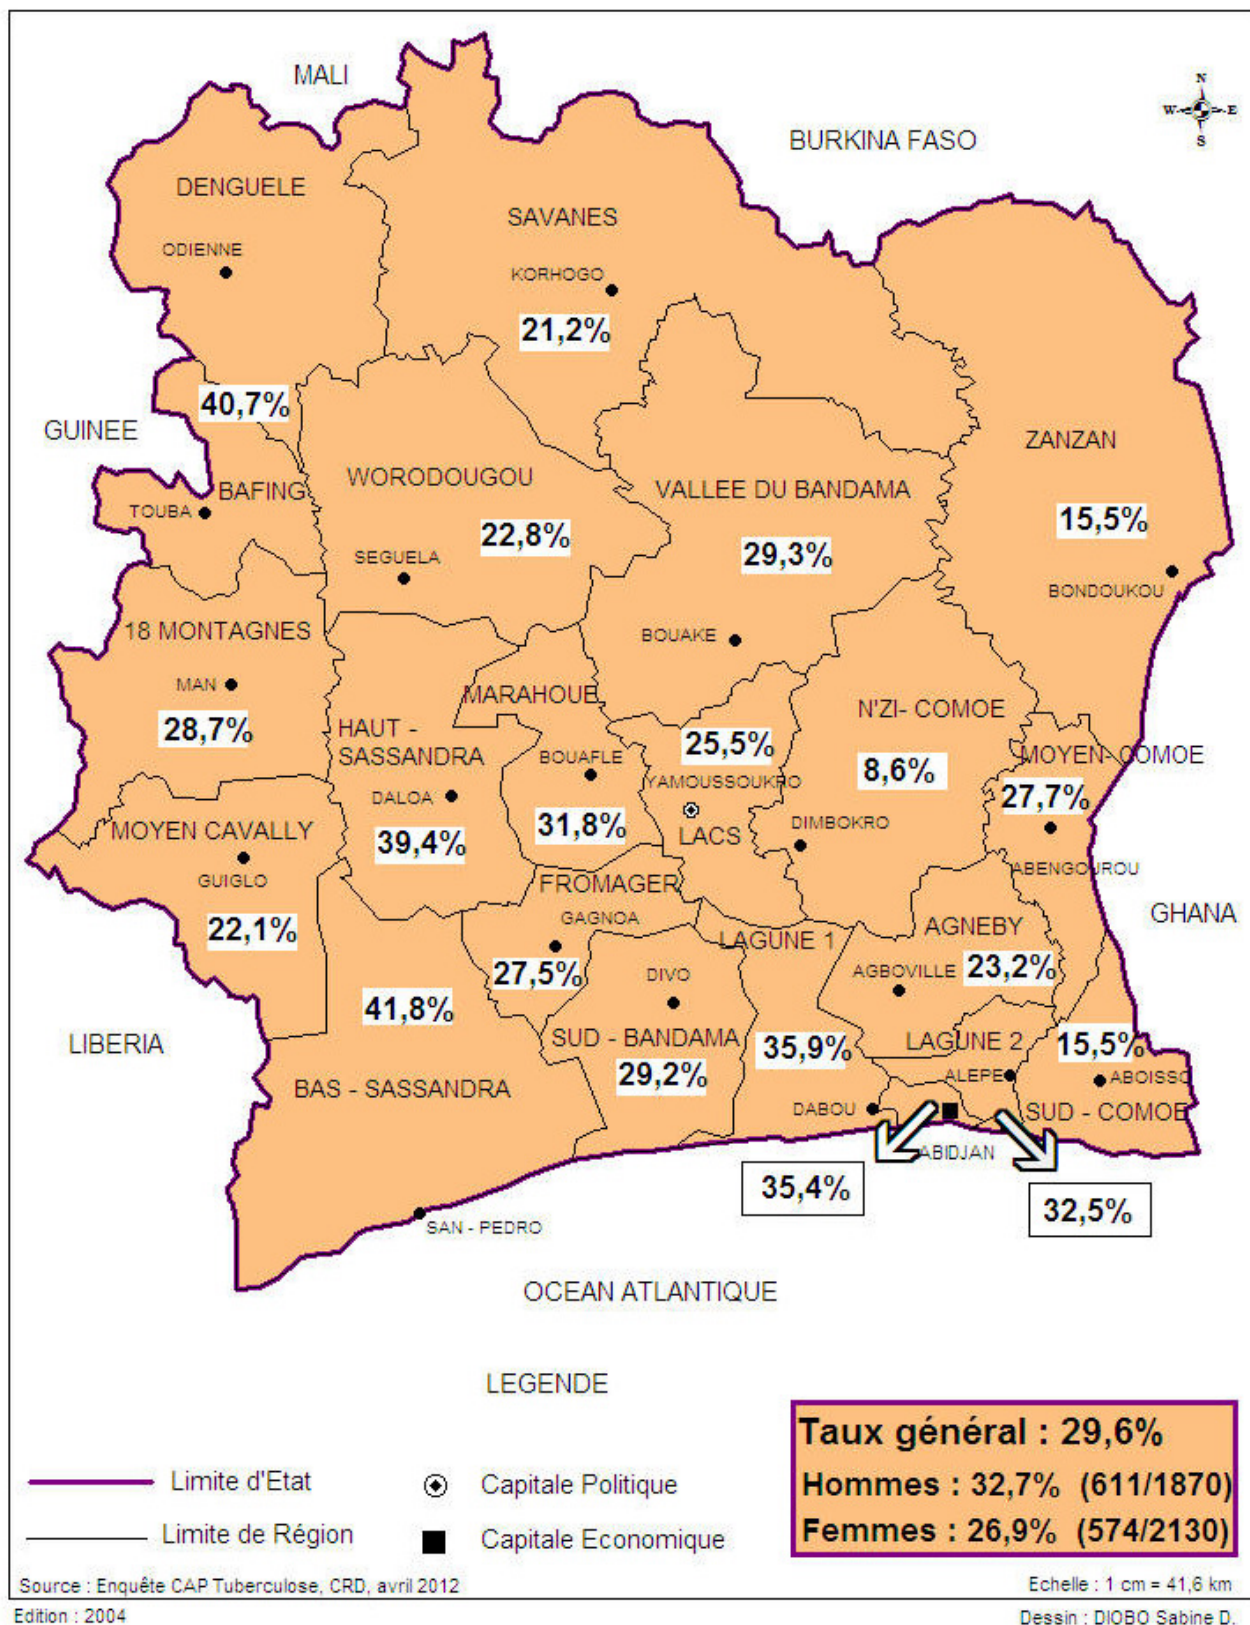 MALI
N
W
E
S
BURKINA FASO
DENGUELE
SAVANES
ODIENNE
KORHOGO
21,2%
40,7%
GUINEE
ZANZAN
WORODOUGOU
VALLEE DU BANDAMA
BAFING
TOUBA
22,8%
15,5%
29,3%
SEGUELA
BONDOUKOU
18 MONTAGNES
BOUAKE
MAN
MARAHOUE
N'ZI- COMOE
28,7%
HAUT -
SASSANDRA
25,5%
BOUAFLE
8,6%
MOYEN- COMOE
YAMOUSSOUKRO
DALOA
27,7%
31,8%
MOYEN CAVALLY
39,4%
LACS
DIMBOKRO
GUIGLO
FROMAGER
ABENGOUROU
22,1%
GAGNOA
LAGUNE 1
AGNEBY
GHANA
27,5%
DIVO
AGBOVILLE
23,2%
41,8%
LIBERIA
SUD - BANDAMA
35,9%
LAGUNE 2
15,5%
29,2%
ALEPE
ABOISSO
BAS - SASSANDRA
DABOU
SUD - COMOE
ABIDJAN
35,4%
32,5%
SAN - PEDRO
OCEAN ATLANTIQUE
LEGENDE
Limite d'Etat
Capitale Politique
Limite de Région
Capitale Economique
Taux général : 29,6%
Hommes : 32,7% (611/1870)
Femmes : 26,9% (574/2130)
Source : Enquête CAP Tuberculose, CRD, avril 2012
Echelle : 1 cm = 41,6 km
Edition : 2004
Dessin : DIOBO Sabine D.